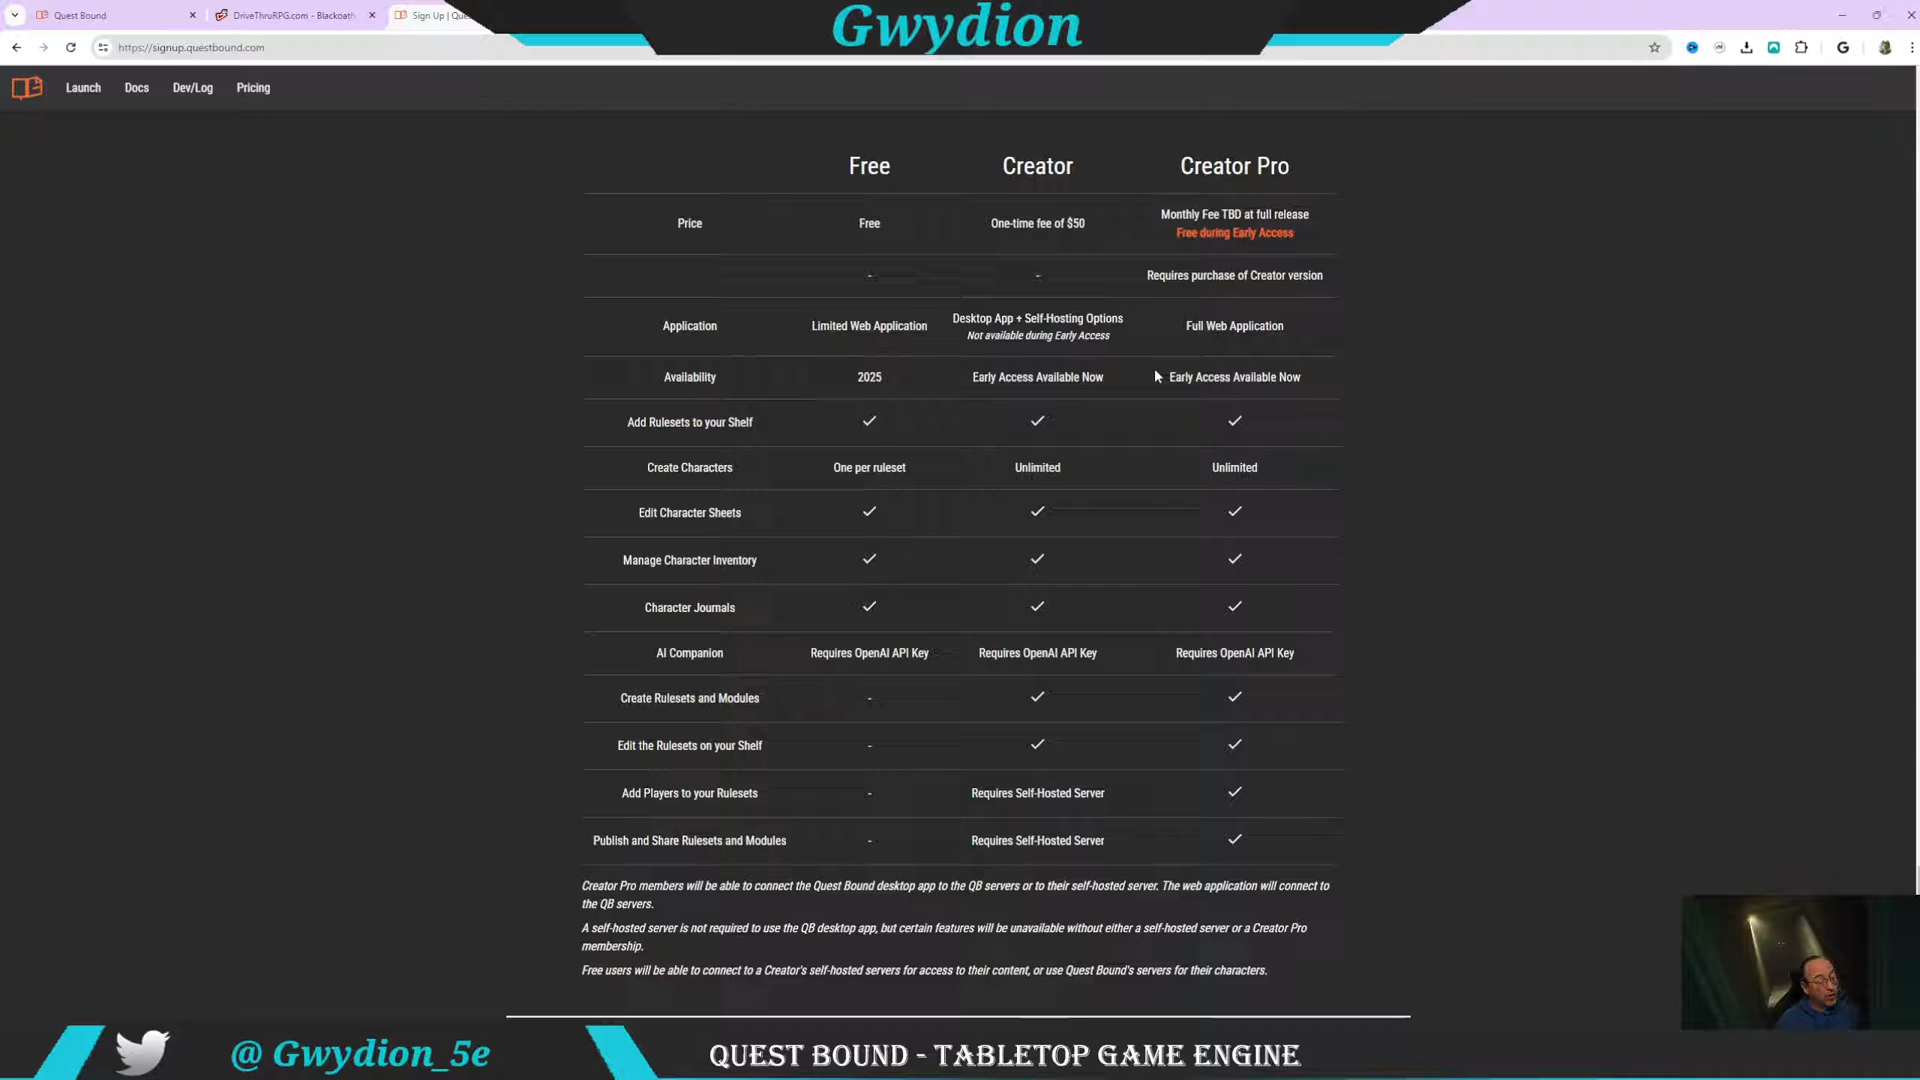 Gwydion
Quest Bound
DriveThruRPG.com - Blackoath
Sign Up | Ques
https://signup.questbound.com
Launch Docs Dev/Log Pricing
Free Creator Creator Pro
Price Free One-time fee of $50 Monthly Fee TBD at full release
Free during Early Access
- - Requires purchase of Creator version
Application Limited Web Application Desktop App + Self-Hosting Options Full Web Application
Not available during Early Access
Availability 2025 Early Access Available Now Early Access Available Now
Add Rulesets to your Shelf ✓ ✓ ✓
Create Characters One per ruleset Unlimited Unlimited
Edit Character Sheets ✓ ✓ ✓
Manage Character Inventory ✓ ✓ ✓
Character Journals ✓ ✓ ✓
AI Companion Requires OpenAI API Key Requires OpenAI API Key Requires OpenAI API Key
Create Rulesets and Modules - ✓ ✓
Edit the Rulesets on your Shelf - ✓ ✓
Add Players to your Rulesets - Requires Self-Hosted Server ✓
Publish and Share Rulesets and Modules - Requires Self-Hosted Server ✓
Creator Pro members will be able to connect the Quest Bound desktop app to the QB servers or to their self-hosted server. The web application will connect to
the QB servers.
A self-hosted server is not required to use the QB desktop app, but certain features will be unavailable without either a self-hosted server or a Creator Pro
membership.
Free users will be able to connect to a Creator's self-hosted servers for access to their content, or use Quest Bound's servers for their characters.
@ Gwydion_5e
QUEST BOUND - TABLETOP GAME ENGINE